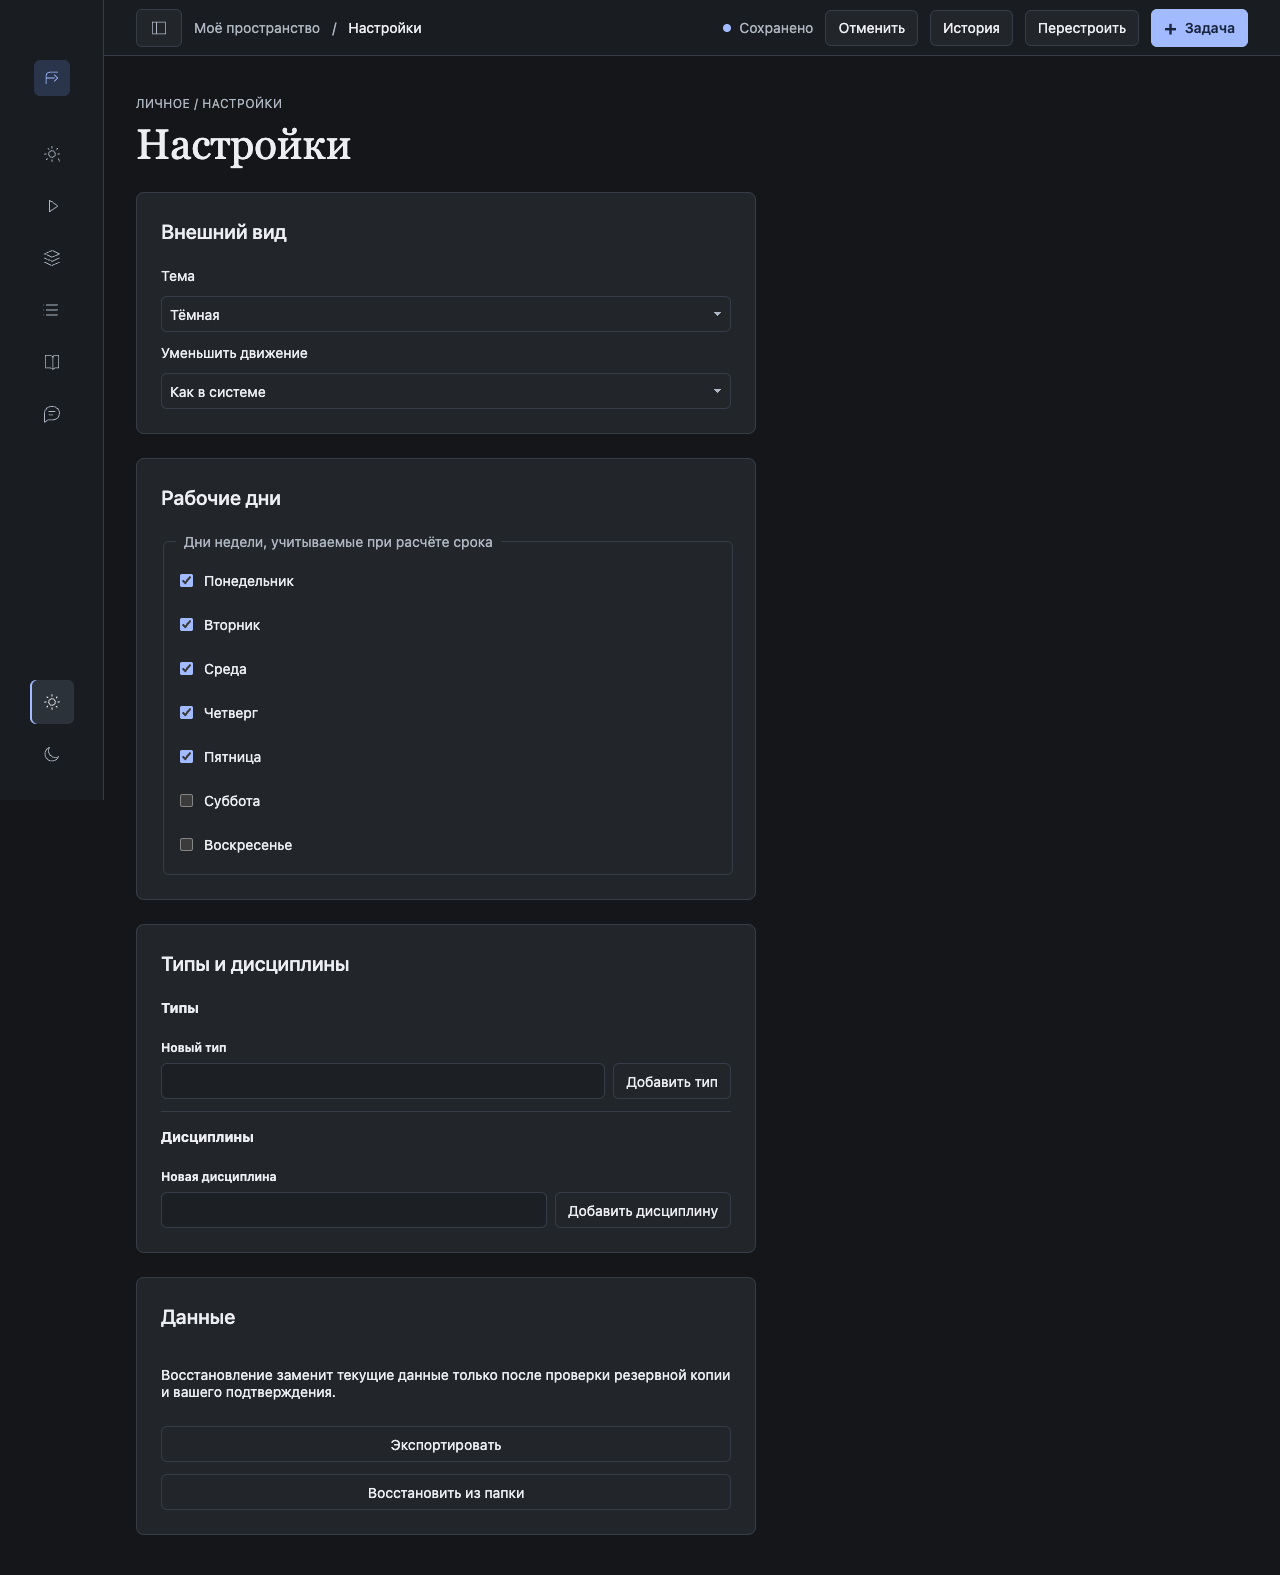 Моё пространство / Настройки
Сохранено
Отменить
История
Перестроить
+ Задача
ЛИЧНОЕ / НАСТРОЙКИ
Настройки
Внешний вид
Тема
Тёмная
Уменьшить движение
Как в системе
Рабочие дни
Дни недели, учитываемые при расчёте срока
Понедельник
Вторник
Среда
Четверг
Пятница
Суббота
Воскресенье
Типы и дисциплины
Типы
Новый тип
Добавить тип
Дисциплины
Новая дисциплина
Добавить дисциплину
Данные
Восстановление заменит текущие данные только после проверки резервной копии
и вашего подтверждения.
Экспортировать
Восстановить из папки